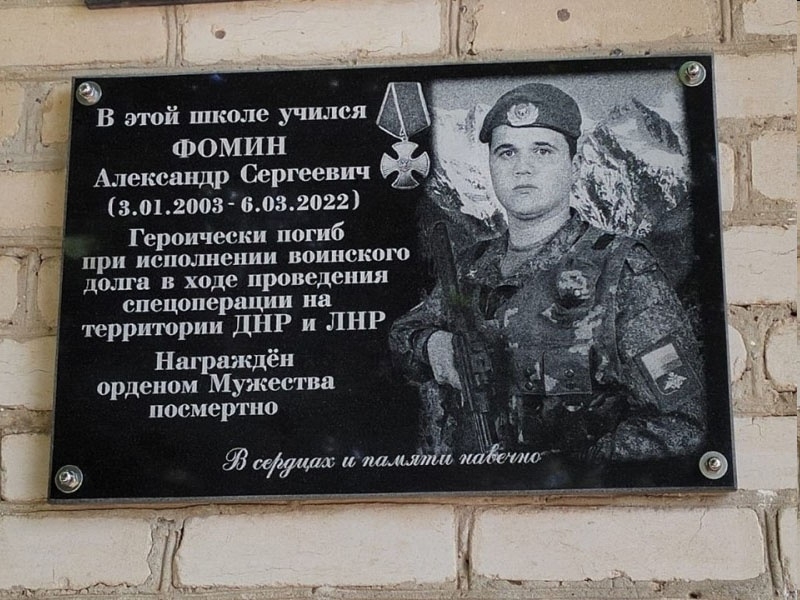 В этой школе учился
ФОМИН
Александр Сергеевич
(3.01.2003 - 6.03.2022)
Героически погиб
при исполнении воинского
долга в ходе проведения
спецоперации на
территории ДНР и ЛНР
Награждён
орденом Мужества
посмертно
В сердцах и памяти навечно